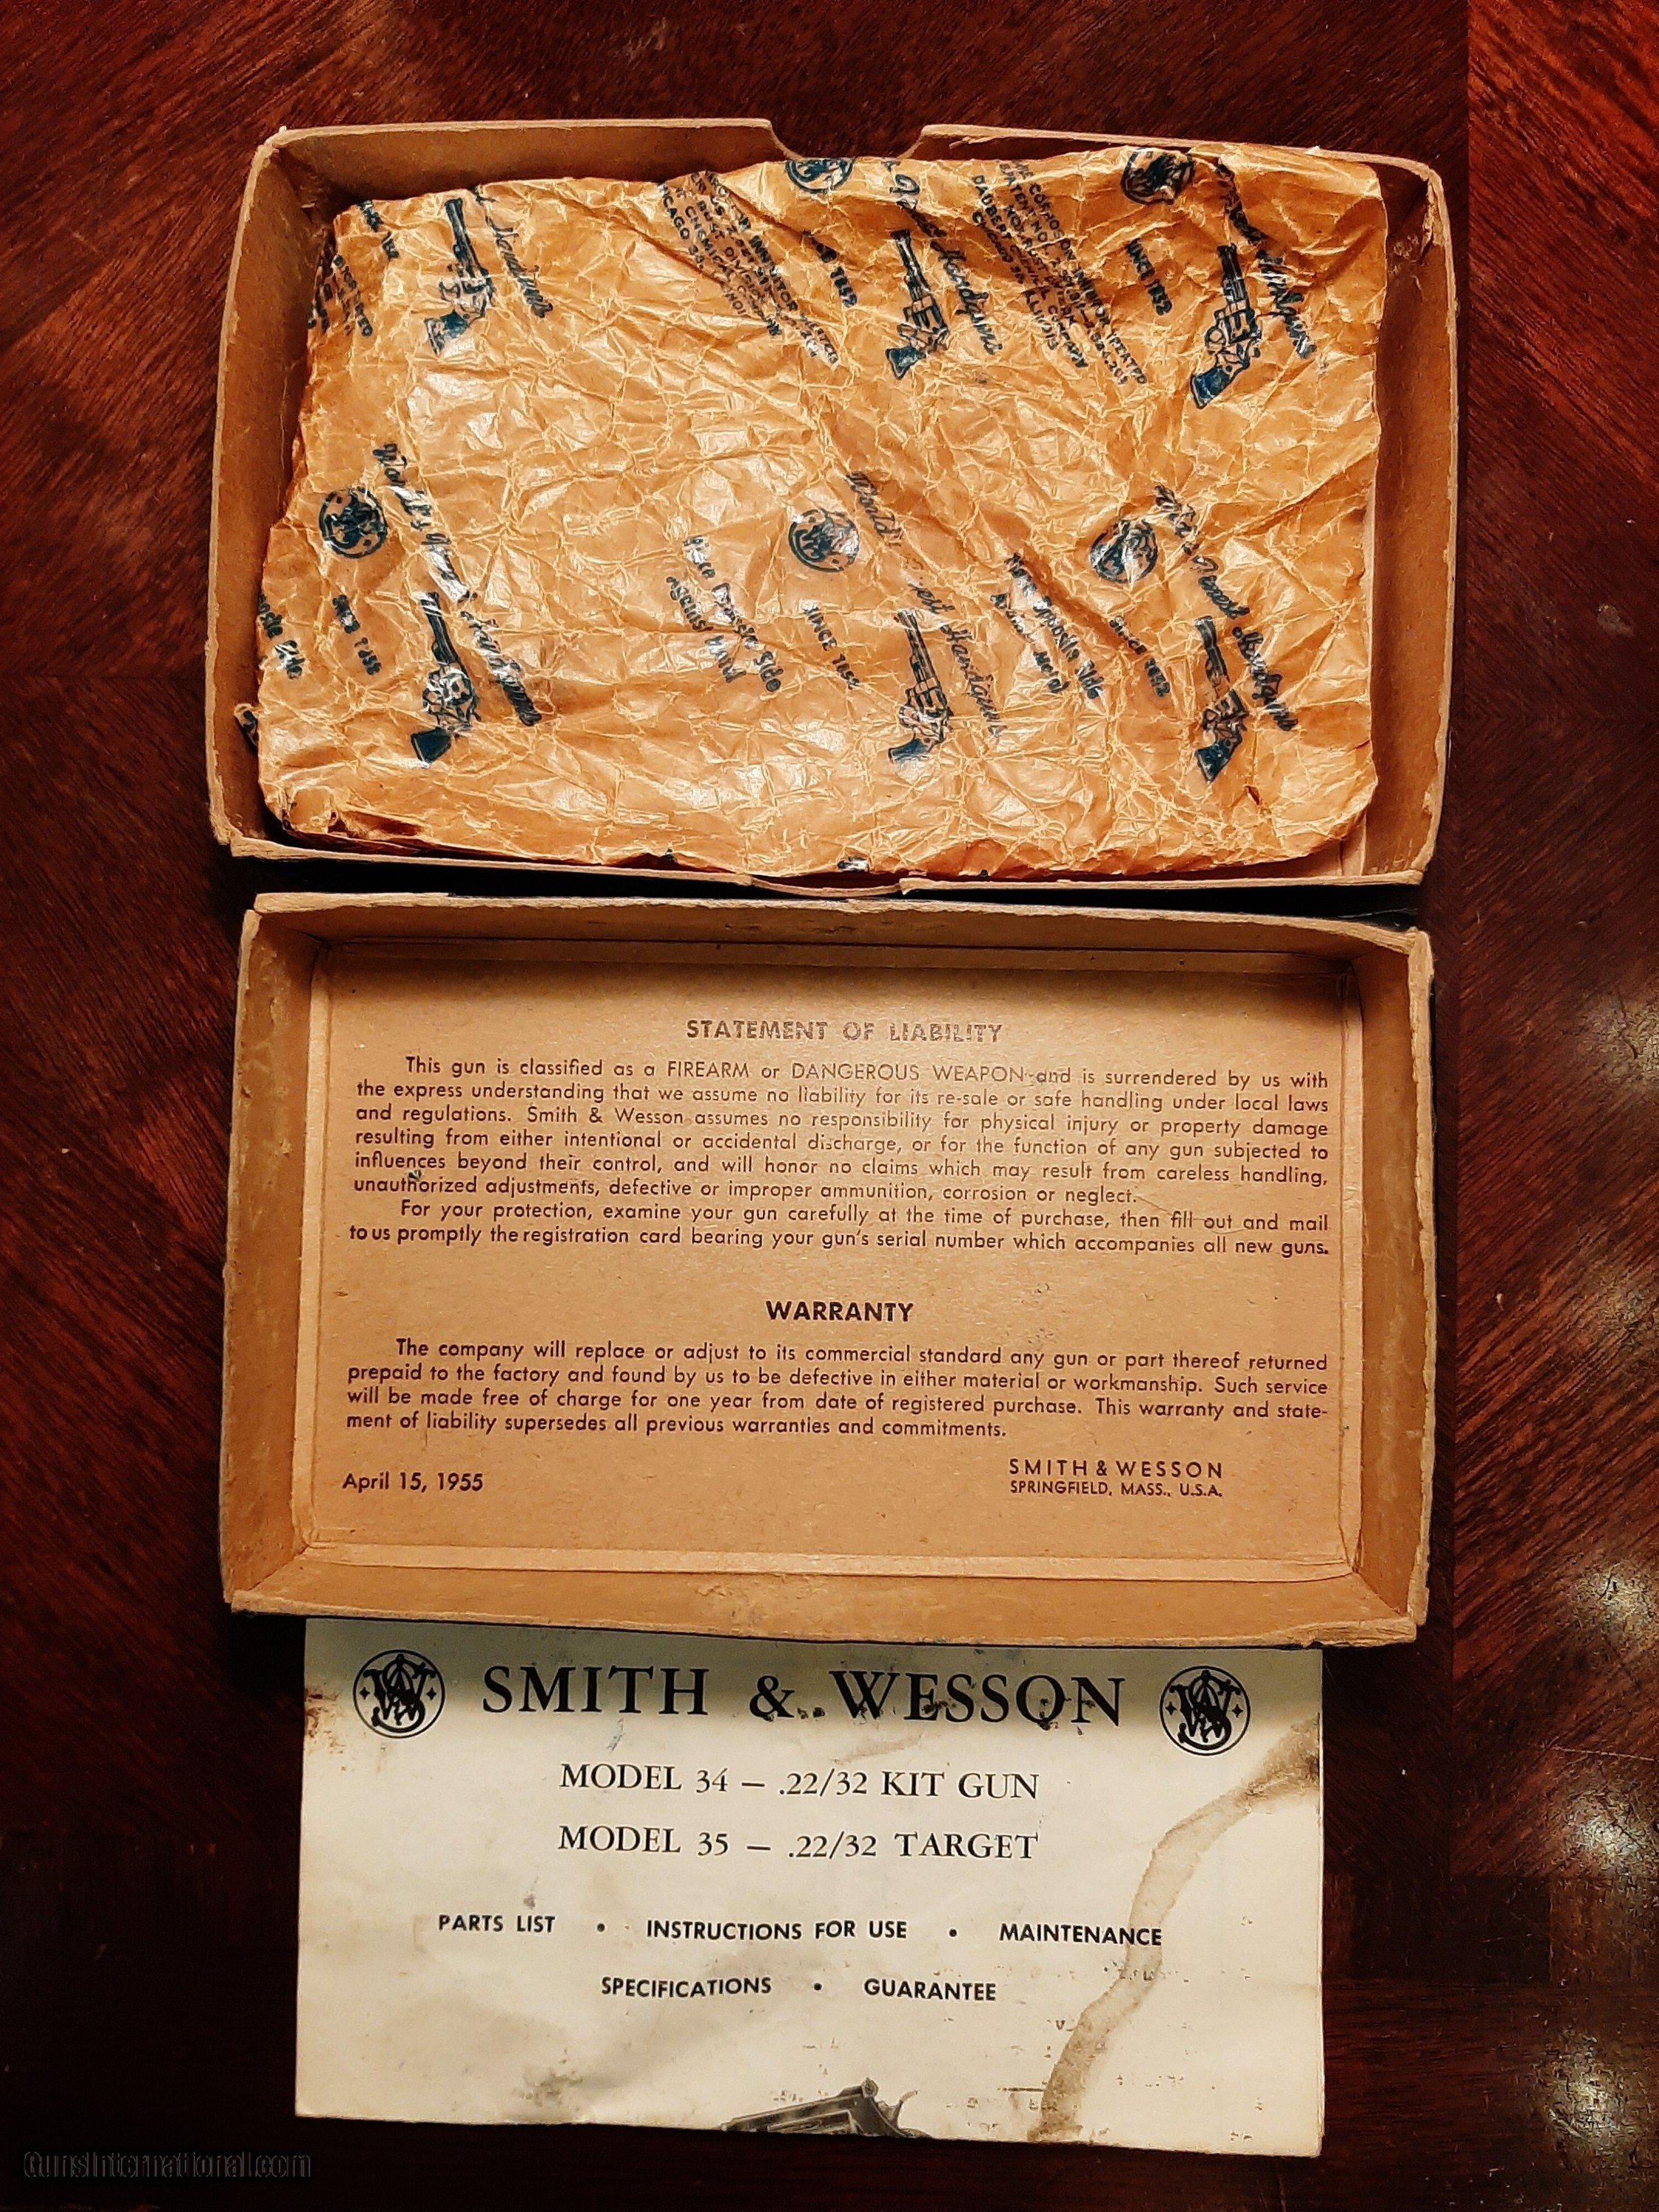 World's Finest Handguns
SINCE 1852
STATEMENT OF LIABILITY
This gun is classified as a FIREARM or DANGEROUS WEAPON and is surrendered by us with
the express understanding that we assume no liability for its re-sale or safe handling under local laws
and regulations. Smith & Wesson assumes no responsibility for physical injury or property damage
resulting from either intentional or accidental discharge, or for the function of any gun subjected to
influences beyond their control, and will honor no claims which may result from careless handling,
unauthorized adjustments, defective or improper ammunition, corrosion or neglect.
For your protection, examine your gun carefully at the time of purchase, then fill out and mail
to us promptly the registration card bearing your gun's serial number which accompanies all new guns.
WARRANTY
The company will replace or adjust to its commercial standard any gun or part thereof returned
prepaid to the factory and found by us to be defective in either material or workmanship. Such service
will be made free of charge for one year from date of registered purchase. This warranty and state-
ment of liability supersedes all previous warranties and commitments.
April 15, 1955
SMITH & WESSON
SPRINGFIELD, MASS., U.S.A.
SMITH & WESSON
MODEL 34 — .22/32 KIT GUN
MODEL 35 — .22/32 TARGET
PARTS LIST • INSTRUCTIONS FOR USE • MAINTENANCE
SPECIFICATIONS • GUARANTEE
GunsInternational.com